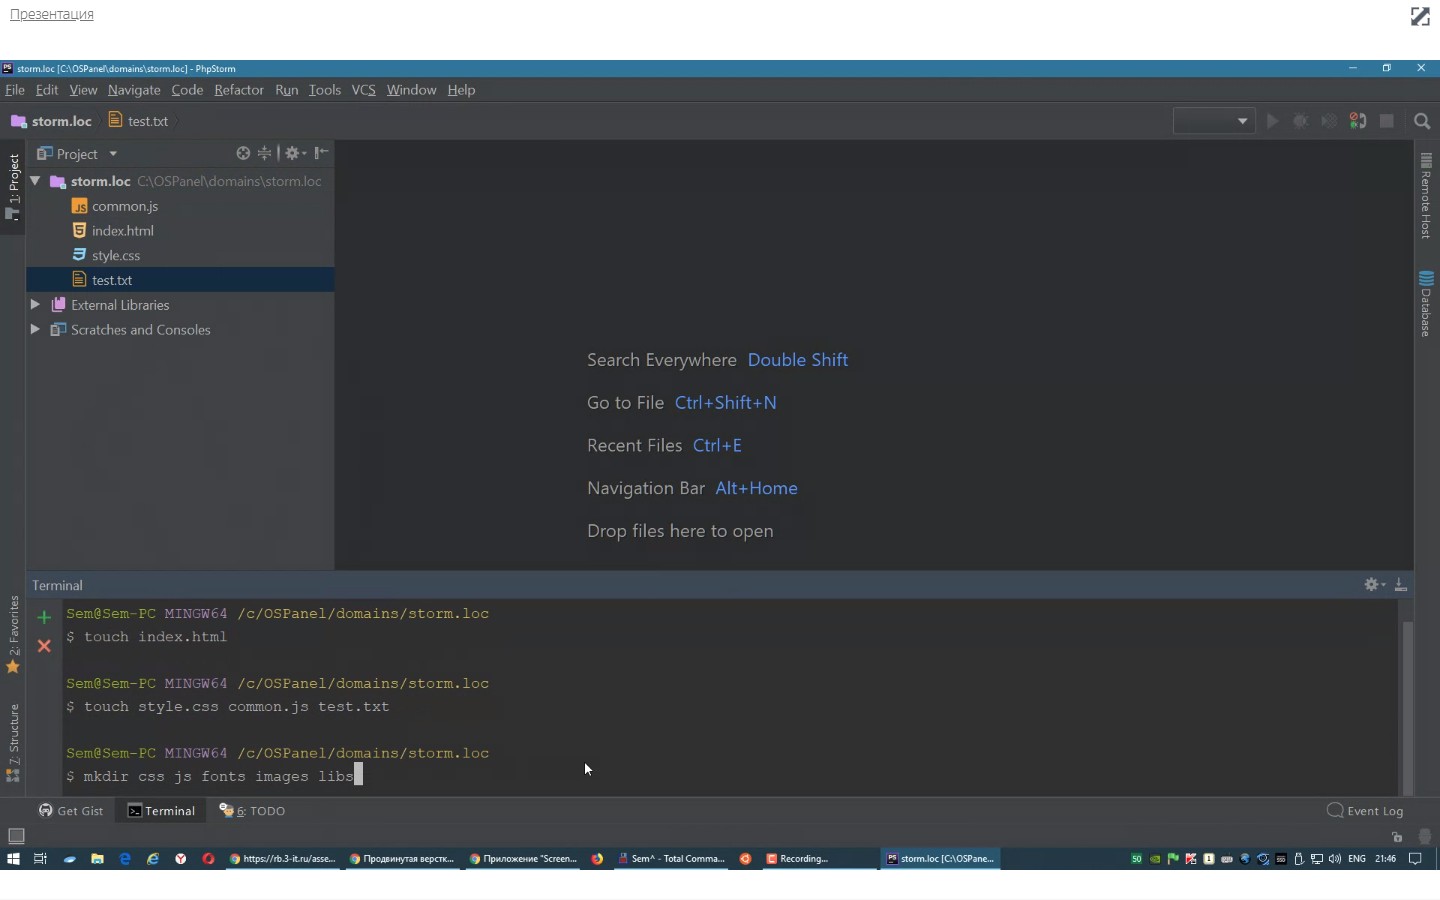 Презентация
storm.loc [C:\OSPanel\domains\storm.loc] - PhpStorm
File Edit View Navigate Code Refactor Run Tools VCS Window Help
storm.loc test.txt
1: Project
Project
storm.loc C:\OSPanel\domains\storm.loc
common.js
index.html
style.css
test.txt
External Libraries
Scratches and Consoles
Search Everywhere Double Shift
Go to File Ctrl+Shift+N
Recent Files Ctrl+E
Navigation Bar Alt+Home
Drop files here to open
Remote Host
Database
2: Favorites
7: Structure
Terminal
Sem@Sem-PC MINGW64 /c/OSPanel/domains/storm.loc
$ touch index.html
Sem@Sem-PC MINGW64 /c/OSPanel/domains/storm.loc
$ touch style.css common.js test.txt
Sem@Sem-PC MINGW64 /c/OSPanel/domains/storm.loc
$ mkdir css js fonts images libs
Get Gist Terminal 6: TODO Event Log
https://rb.3-it.ru/asse... Продвинутая верстк... Приложение "Screen... Sem^ - Total Comma... Recording... storm.loc [C:\OSPane... 50 ENG 21:46